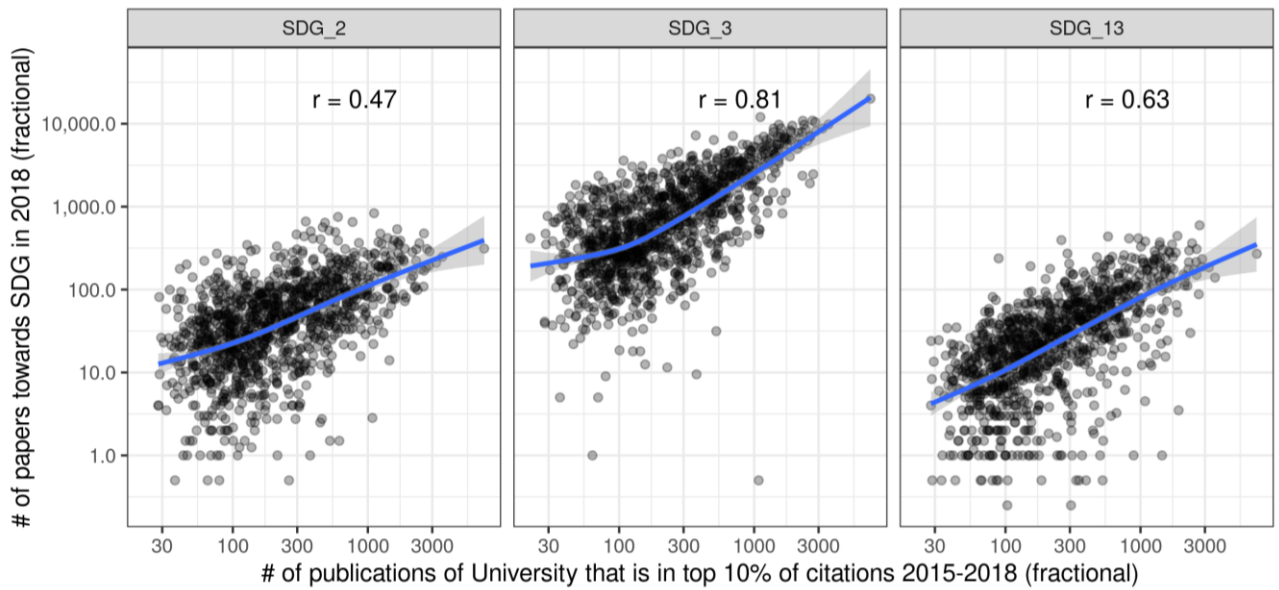 SDG_2 SDG_3 SDG_13
r = 0.47 r = 0.81 r = 0.63
# of papers towards SDG in 2018 (fractional)
10,000.0
1,000.0
100.0
10.0
1.0
30 100 300 1000 3000 30 100 300 1000 3000 30 100 300 1000 3000
# of publications of University that is in top 10% of citations 2015-2018 (fractional)